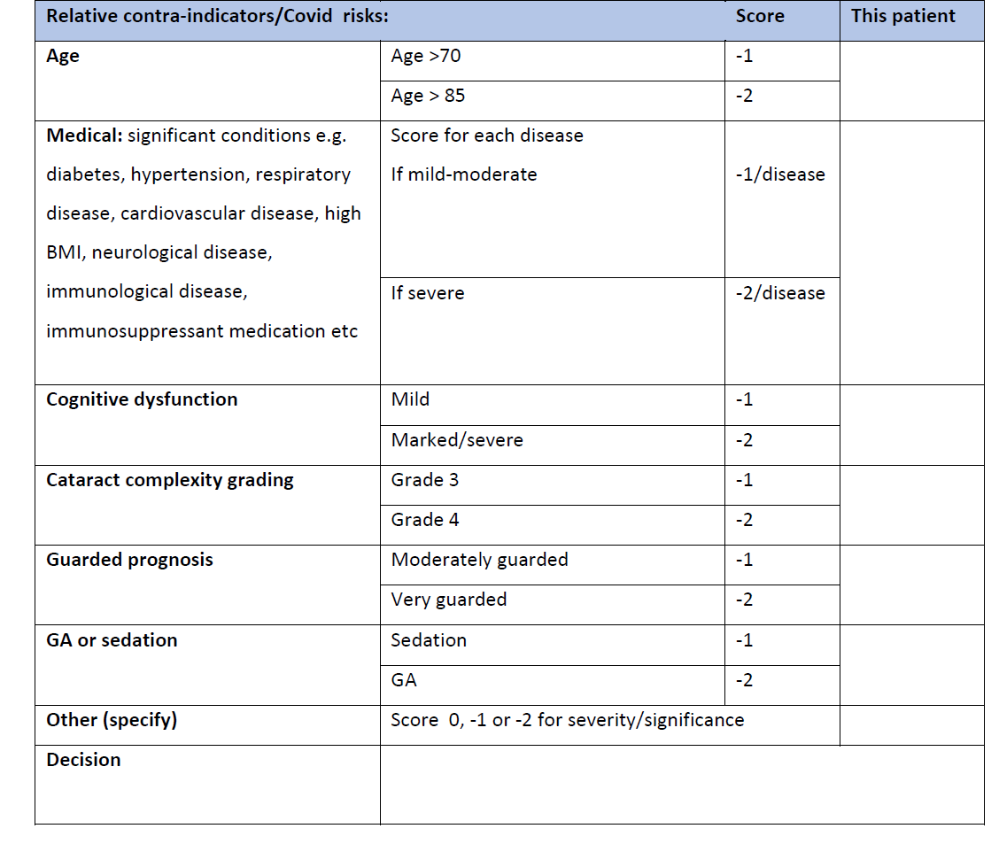 Relative contra-indicators/Covid  risks: Score This patient
Age Age >70 -1
Age > 85 -2
Medical: significant conditions e.g. Score for each disease
diabetes, hypertension, respiratory If mild-moderate -1/disease
disease, cardiovascular disease, high
BMI, neurological disease,
immunological disease, If severe -2/disease
immunosuppressant medication etc
Cognitive dysfunction Mild -1
Marked/severe -2
Cataract complexity grading Grade 3 -1
Grade 4 -2
Guarded prognosis Moderately guarded -1
Very guarded -2
GA or sedation Sedation -1
GA -2
Other (specify) Score  0, -1 or -2 for severity/significance
Decision